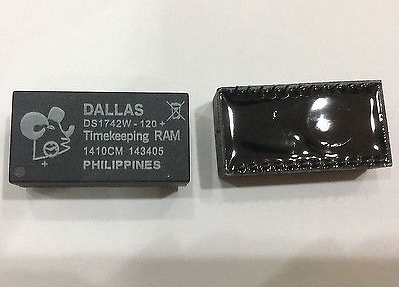 DALLAS
DS1742W-120+
Timekeeping RAM
1410CM 143405
PHILIPPINES